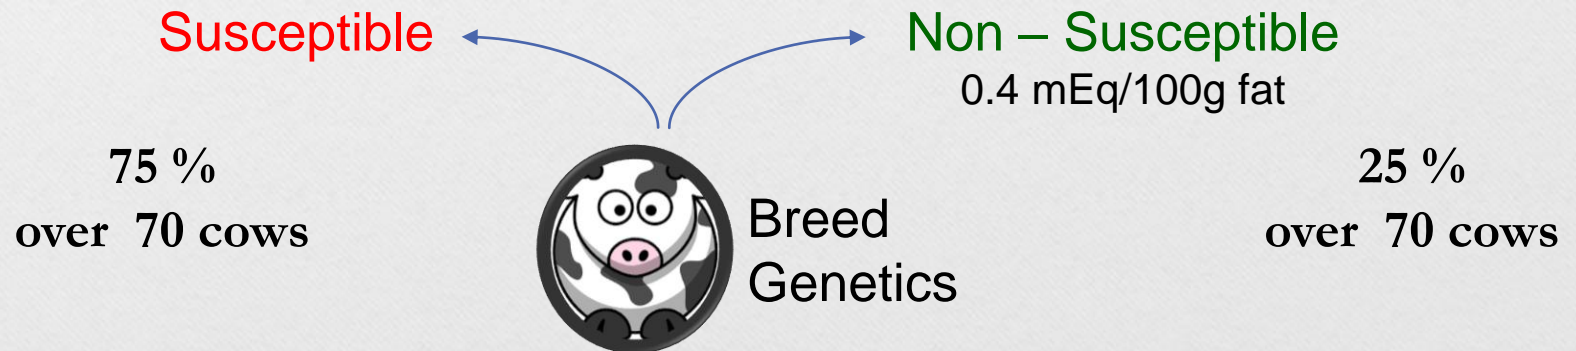 Susceptible
Non – Susceptible
0.4 mEq/100g fat
75 %
over 70 cows
25 %
over 70 cows
Breed
Genetics